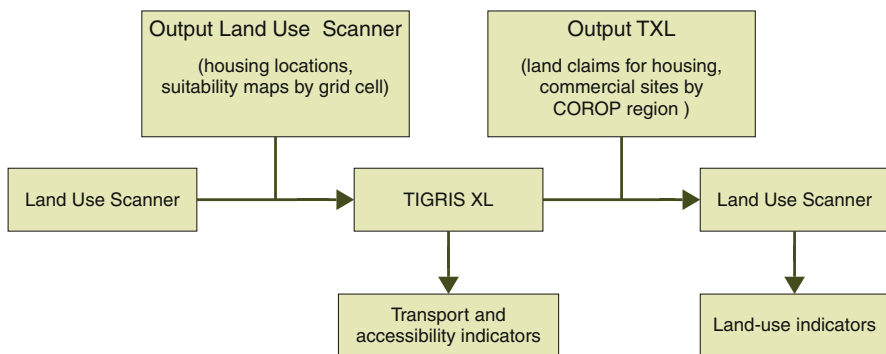 Output Land Use Scanner
(housing locations,
suitability maps by grid cell)
Output TXL
(land claims for housing,
commercial sites by
COROP region )
Land Use Scanner
TIGRIS XL
Land Use Scanner
Transport and
accessibility indicators
Land-use indicators